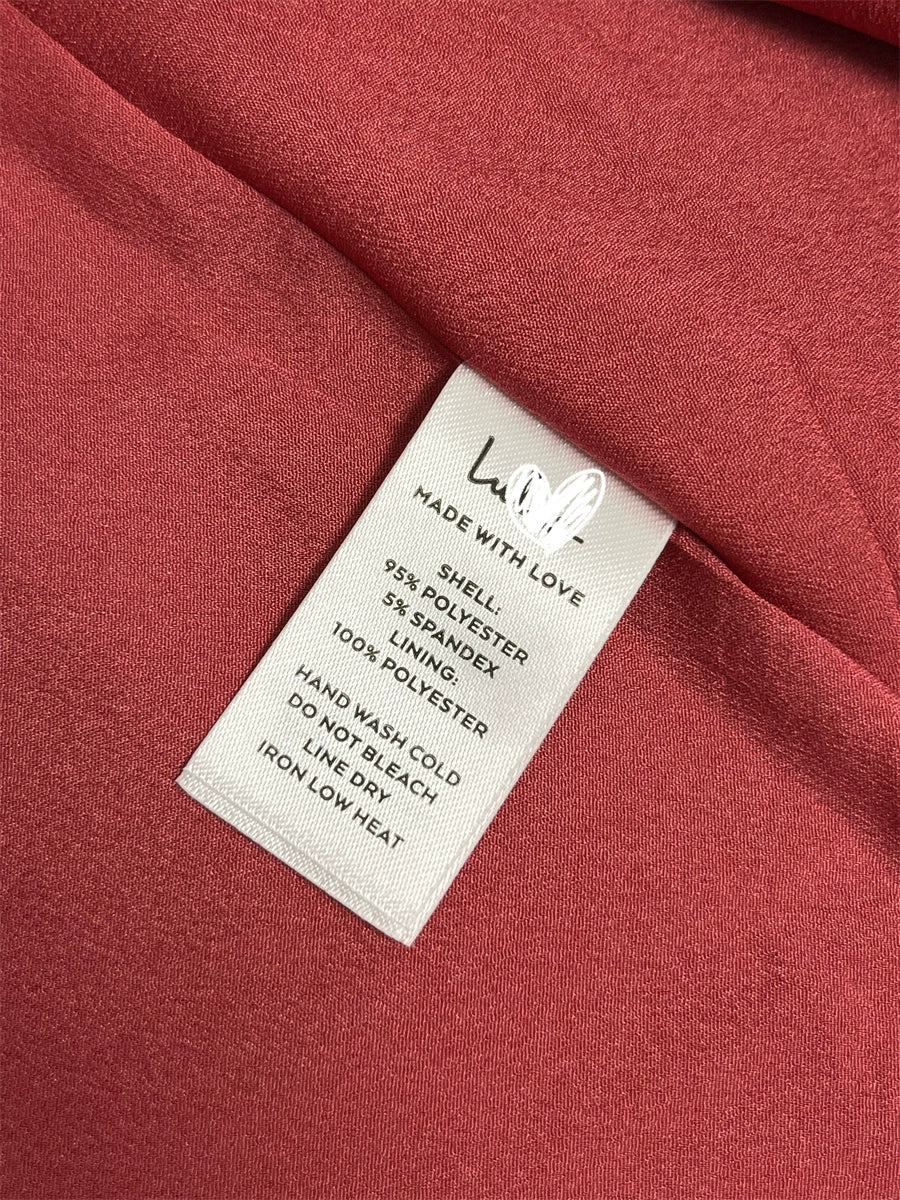 MADE WITH LOVE
SHELL:
95% POLYESTER
5% SPANDEX
LINING:
100% POLYESTER
HAND WASH COLD
DO NOT BLEACH
LINE DRY
IRON LOW HEAT